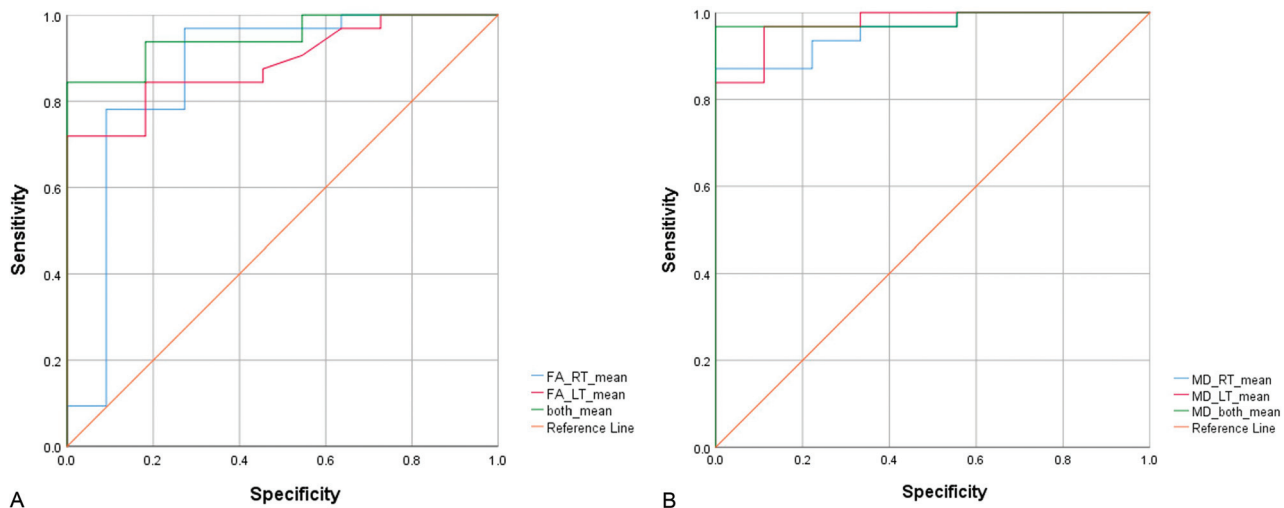 1.0
0.8
0.6
0.4
0.2
0.0
0.0 0.2 0.4 0.6 0.8 1.0
Sensitivity
Specificity
FA_RT_mean
FA_LT_mean
both_mean
Reference Line
A
1.0
0.8
0.6
0.4
0.2
0.0
0.0 0.2 0.4 0.6 0.8 1.0
Sensitivity
Specificity
MD_RT_mean
MD_LT_mean
MD_both_mean
Reference Line
B